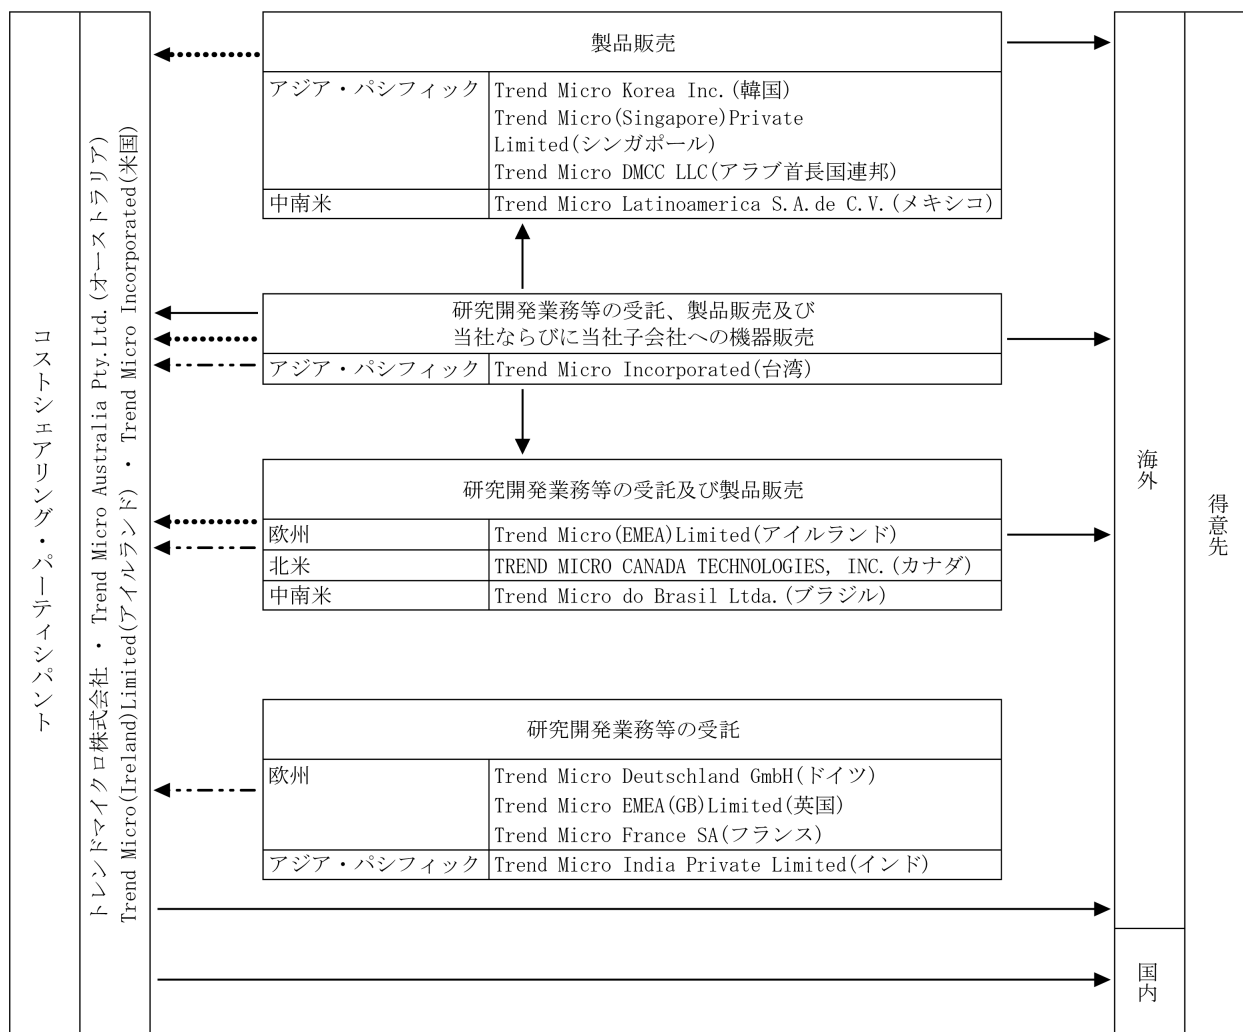 コストシェアリング・パーティシパント
トレンドマイクロ株式会社 ・ Trend Micro Australia Pty.Ltd.(オーストラリア)
Trend Micro(Ireland)Limited(アイルランド) ・ Trend Micro Incorporated(米国)
製品販売
アジア・パシフィック
Trend Micro Korea Inc.(韓国)
Trend Micro(Singapore)Private
Limited(シンガポール)
Trend Micro DMCC LLC(アラブ首長国連邦)
中南米
Trend Micro Latinoamerica S.A.de C.V.(メキシコ)
研究開発業務等の受託、製品販売及び
当社ならびに当社子会社への機器販売
アジア・パシフィック
Trend Micro Incorporated(台湾)
研究開発業務等の受託及び製品販売
欧州
Trend Micro(EMEA)Limited(アイルランド)
北米
TREND MICRO CANADA TECHNOLOGIES, INC.(カナダ)
中南米
Trend Micro do Brasil Ltda.(ブラジル)
研究開発業務等の受託
欧州
Trend Micro Deutschland GmbH(ドイツ)
Trend Micro EMEA(GB)Limited(英国)
Trend Micro France SA(フランス)
アジア・パシフィック
Trend Micro India Private Limited(インド)
海外
国内
得意先